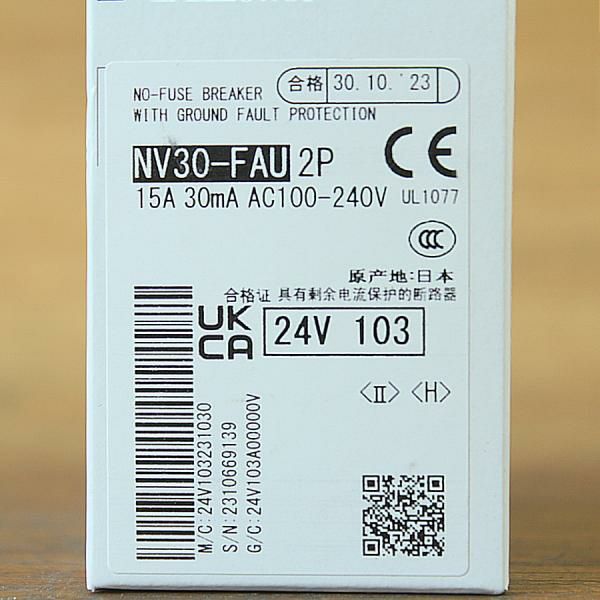 合格 30.10.'23
NO-FUSE BREAKER
WITH GROUND FAULT PROTECTION
NV30-FAU 2P
CE
15A 30mA AC100-240V UL1077
CCC
原产地:日本
合格证 具有剩余电流保护的断路器
UK
CA
24V 103
<II> <H>
M/C:24V103231030
S/N:2310669139
G/C:24V103A00000V